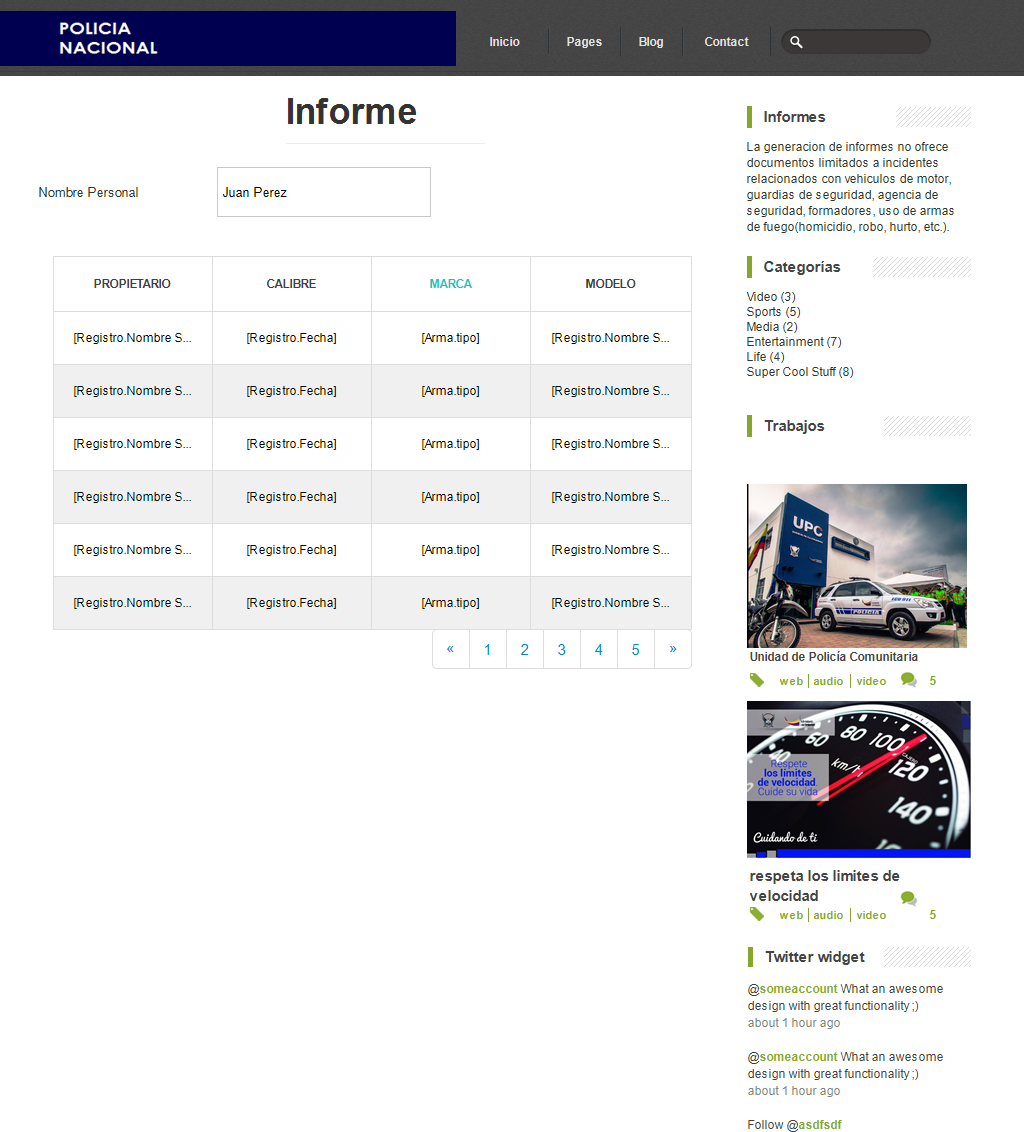 POLICIA
NACIONAL
Inicio
Pages
Blog
Contact
Informe
Nombre Personal
Juan Perez
PROPIETARIO CALIBRE MARCA MODELO
[Registro.Nombre S... [Registro.Fecha] [Arma.tipo] [Registro.Nombre S...
[Registro.Nombre S... [Registro.Fecha] [Arma.tipo] [Registro.Nombre S...
[Registro.Nombre S... [Registro.Fecha] [Arma.tipo] [Registro.Nombre S...
[Registro.Nombre S... [Registro.Fecha] [Arma.tipo] [Registro.Nombre S...
[Registro.Nombre S... [Registro.Fecha] [Arma.tipo] [Registro.Nombre S...
[Registro.Nombre S... [Registro.Fecha] [Arma.tipo] [Registro.Nombre S...
« 1 2 3 4 5 »
Informes
La generacion de informes no ofrece
documentos limitados a incidentes
relacionados con vehiculos de motor,
guardias de seguridad, agencia de
seguridad, formadores, uso de armas
de fuego(homicidio, robo, hurto, etc.).
Categorías
Video (3)
Sports (5)
Media (2)
Entertainment (7)
Life (4)
Super Cool Stuff (8)
Trabajos
UPC
POLICIA
Unidad de Policía Comunitaria
web | audio | video 5
60 80 100 120 140
km/h
Respete
los límites
de velocidad.
Cuide su vida
Cuidando de ti
respeta los limites de
velocidad
web | audio | video 5
Twitter widget
@someaccount What an awesome
design with great functionality ;)
about 1 hour ago
@someaccount What an awesome
design with great functionality ;)
about 1 hour ago
Follow @asdfsdf